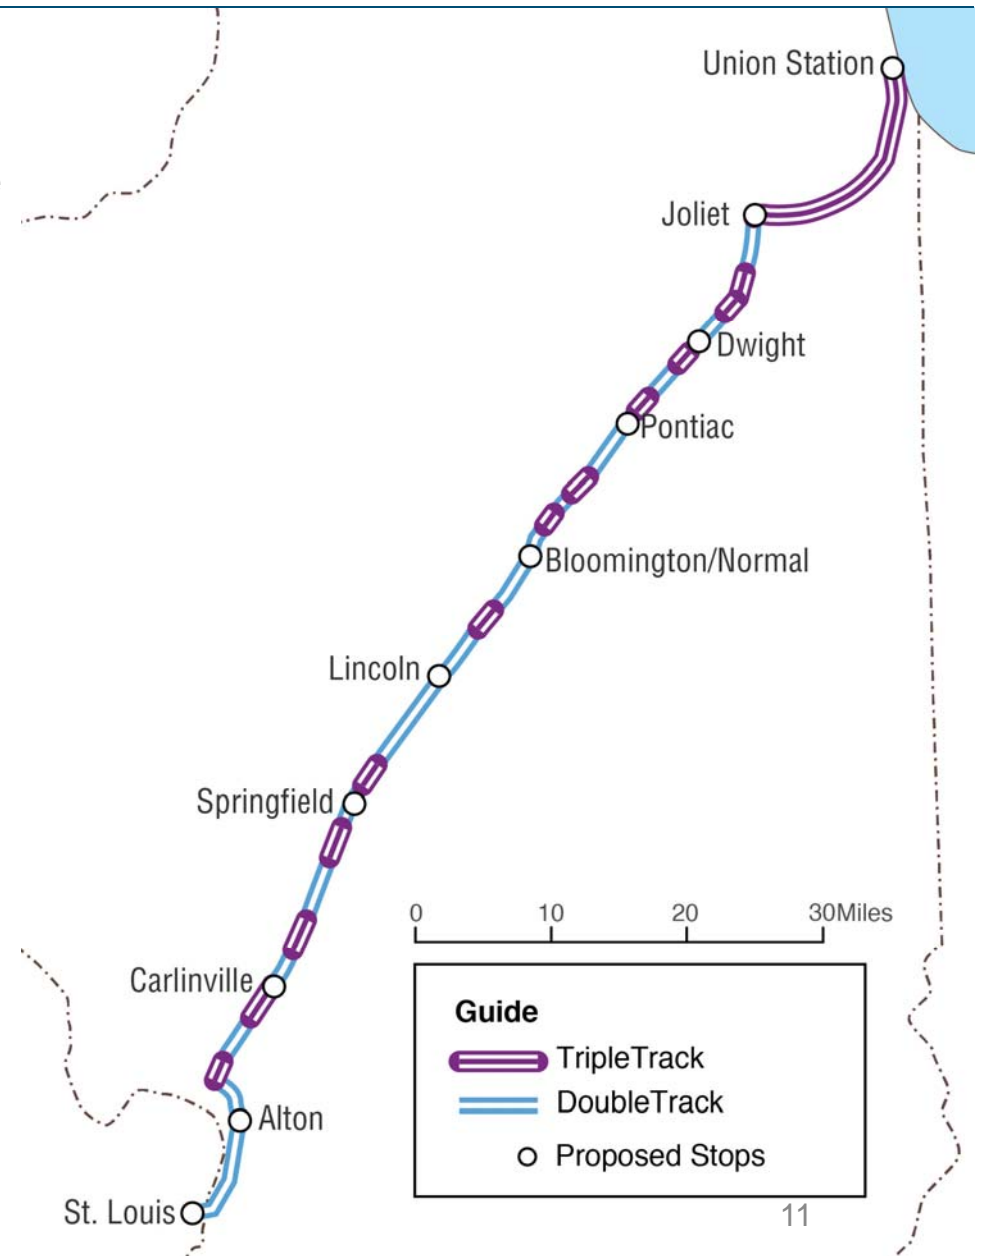 Union Station
Joliet
Dwight
Pontiac
Bloomington/Normal
Lincoln
Springfield
0 10 20 30Miles
Carlinville
Guide
TripleTrack
DoubleTrack
Alton
Proposed Stops
St. Louis
11